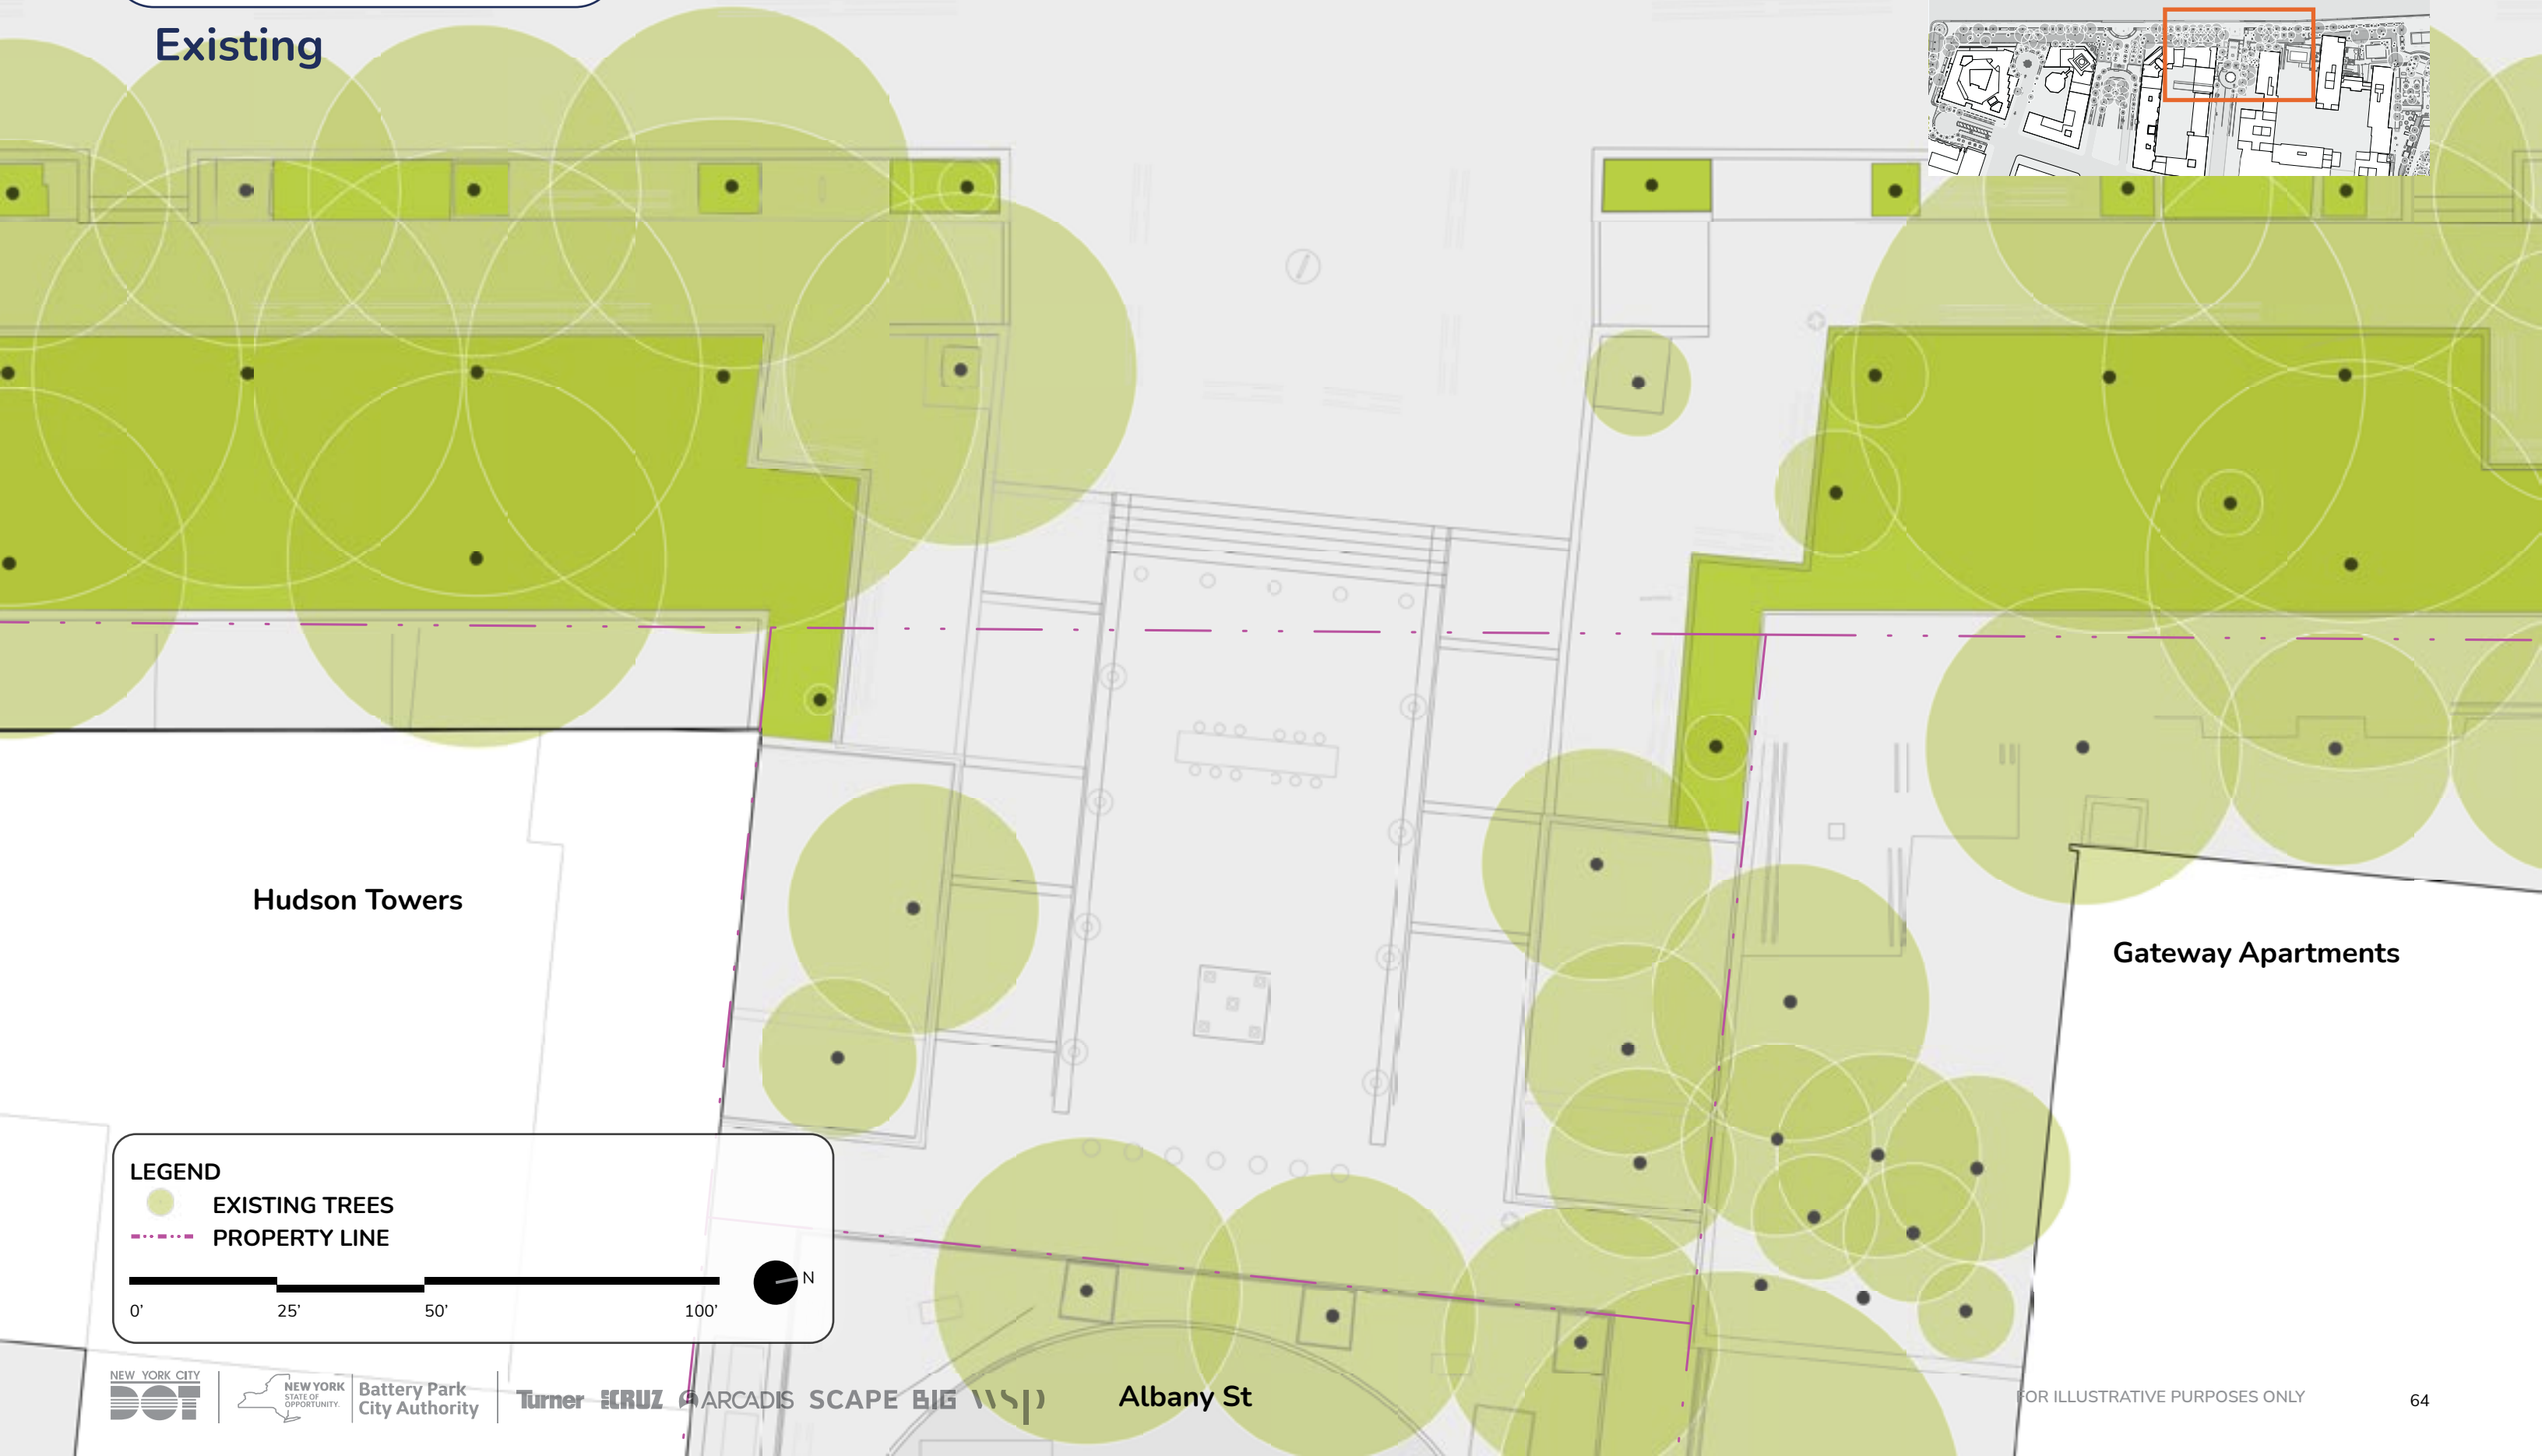 Existing
Hudson Towers
Gateway Apartments
LEGEND
EXISTING TREES
PROPERTY LINE
N
0’ 25’ 50’ 100’
NEW YORK CITY
DOT
NEW YORK
STATE OF
OPPORTUNITY.
Battery Park
City Authority
Turner
CRUZ
ARCADIS
SCAPE
BIG
wsp
Albany St
FOR ILLUSTRATIVE PURPOSES ONLY
64